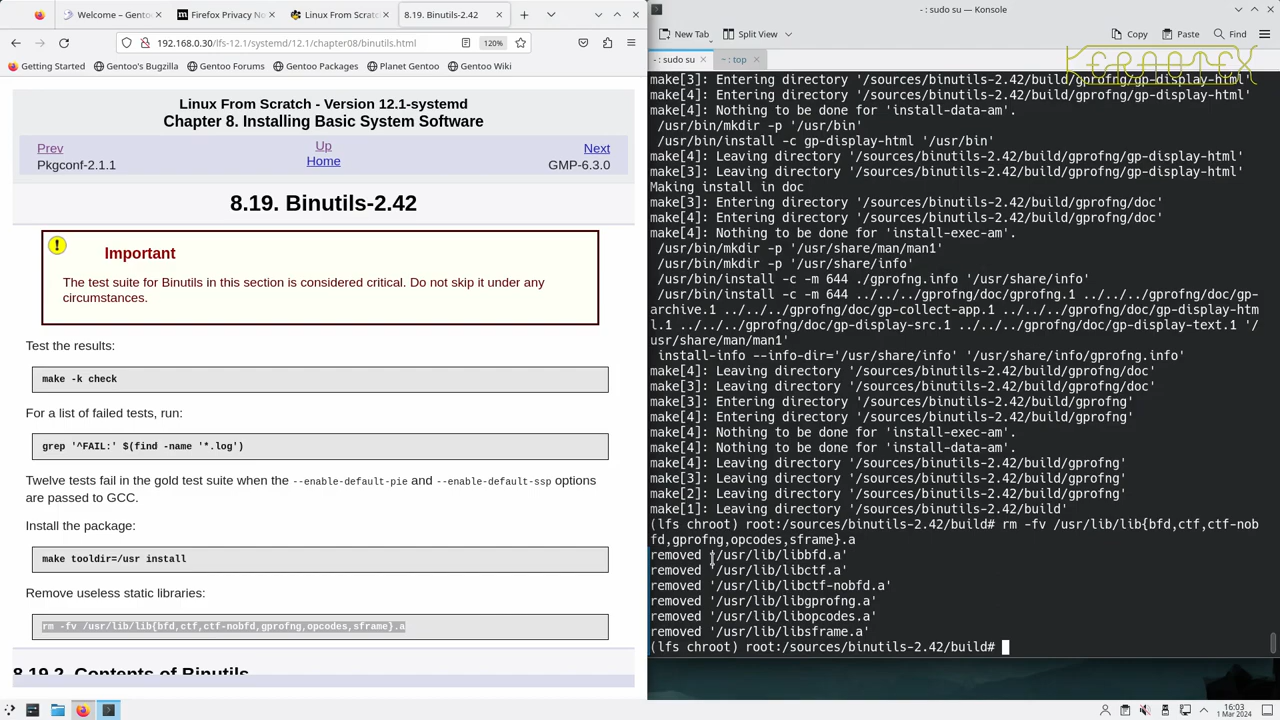 Welcome – Gento
Firefox Privacy No
Linux From Scratc
8.19. Binutils-2.42
192.168.0.30/lfs-12.1/systemd/12.1/chapter08/binutils.html
120%
Getting Started
Gentoo's Bugzilla
Gentoo Forums
Gentoo Packages
Planet Gentoo
Gentoo Wiki
Linux From Scratch - Version 12.1-systemd
Chapter 8. Installing Basic System Software
Prev
Up
Next
Pkgconf-2.1.1
Home
GMP-6.3.0
8.19. Binutils-2.42
Important
The test suite for Binutils in this section is considered critical. Do not skip it under any
circumstances.
Test the results:
make -k check
For a list of failed tests, run:
grep '^FAIL:' $(find -name '*.log')
Twelve tests fail in the gold test suite when the --enable-default-pie and --enable-default-ssp options
are passed to GCC.
Install the package:
make tooldir=/usr install
Remove useless static libraries:
rm -fv /usr/lib/lib{bfd,ctf,ctf-nobfd,gprofng,opcodes,sframe}.a
8.19.2. Contents of Binutils
- : sudo su — Konsole
New Tab
Split View
Copy
Paste
Find
- : sudo su
~ : top
KERNOTEX
make[3]: Entering directory '/sources/binutils-2.42/build/gprofng/gp-display-html'
make[4]: Entering directory '/sources/binutils-2.42/build/gprofng/gp-display-html'
make[4]: Nothing to be done for 'install-data-am'.
/usr/bin/mkdir -p '/usr/bin'
/usr/bin/install -c gp-display-html '/usr/bin'
make[4]: Leaving directory '/sources/binutils-2.42/build/gprofng/gp-display-html'
make[3]: Leaving directory '/sources/binutils-2.42/build/gprofng/gp-display-html'
Making install in doc
make[3]: Entering directory '/sources/binutils-2.42/build/gprofng/doc'
make[4]: Entering directory '/sources/binutils-2.42/build/gprofng/doc'
make[4]: Nothing to be done for 'install-exec-am'.
/usr/bin/mkdir -p '/usr/share/man/man1'
/usr/bin/mkdir -p '/usr/share/info'
/usr/bin/install -c -m 644 ./gprofng.info '/usr/share/info'
/usr/bin/install -c -m 644 ../../../gprofng/doc/gprofng.1 ../../../gprofng/doc/gp-
archive.1 ../../../gprofng/doc/gp-collect-app.1 ../../../gprofng/doc/gp-display-htm
l.1 ../../../gprofng/doc/gp-display-src.1 ../../../gprofng/doc/gp-display-text.1 '/
usr/share/man/man1'
install-info --info-dir='/usr/share/info' '/usr/share/info/gprofng.info'
make[4]: Leaving directory '/sources/binutils-2.42/build/gprofng/doc'
make[3]: Leaving directory '/sources/binutils-2.42/build/gprofng/doc'
make[3]: Entering directory '/sources/binutils-2.42/build/gprofng'
make[4]: Entering directory '/sources/binutils-2.42/build/gprofng'
make[4]: Nothing to be done for 'install-exec-am'.
make[4]: Nothing to be done for 'install-data-am'.
make[4]: Leaving directory '/sources/binutils-2.42/build/gprofng'
make[3]: Leaving directory '/sources/binutils-2.42/build/gprofng'
make[2]: Leaving directory '/sources/binutils-2.42/build/gprofng'
make[1]: Leaving directory '/sources/binutils-2.42/build'
(lfs chroot) root:/sources/binutils-2.42/build# rm -fv /usr/lib/lib{bfd,ctf,ctf-nob
fd,gprofng,opcodes,sframe}.a
removed '/usr/lib/libbfd.a'
removed '/usr/lib/libctf.a'
removed '/usr/lib/libctf-nobfd.a'
removed '/usr/lib/libgprofng.a'
removed '/usr/lib/libopcodes.a'
removed '/usr/lib/libsframe.a'
(lfs chroot) root:/sources/binutils-2.42/build#
16:03
1 Mar 2024